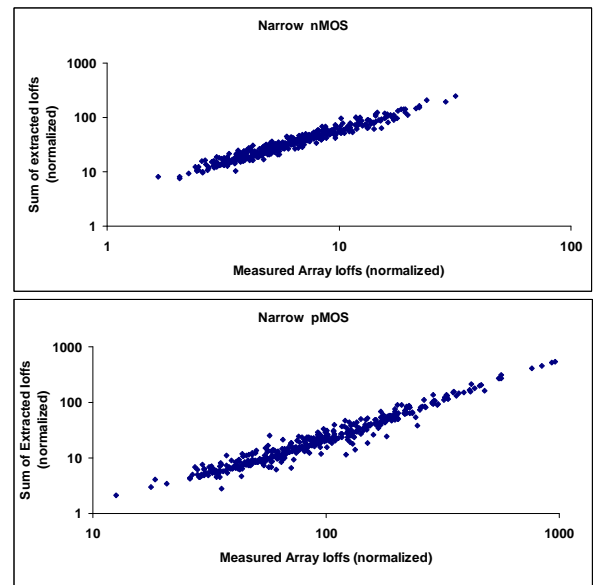 Narrow nMOS
Sum of extracted Ioffs
(normalized)
1000
100
10
1
1
10
100
Measured Array Ioffs (normalized)
Narrow pMOS
Sum of Extracted Ioffs
(normalized)
1000
100
10
1
10
100
1000
Measured Array Ioffs (normalized)